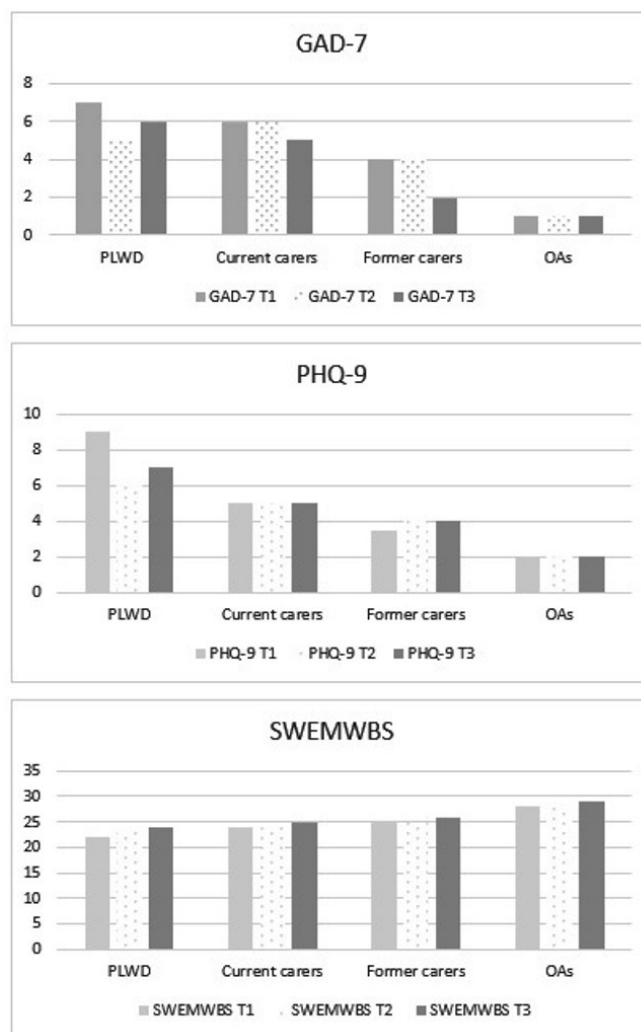 GAD-7
8
6
4
2
0
PLWD Current carers Former carers OAs
GAD-7 T1 GAD-7 T2 GAD-7 T3
PHQ-9
10
8
6
4
2
0
PLWD Current carers Former carers OAs
PHQ-9 T1 PHQ-9 T2 PHQ-9 T3
SWEMWBS
35
30
25
20
15
10
5
0
PLWD Current carers Former carers OAs
SWEMWBS T1 SWEMWBS T2 SWEMWBS T3